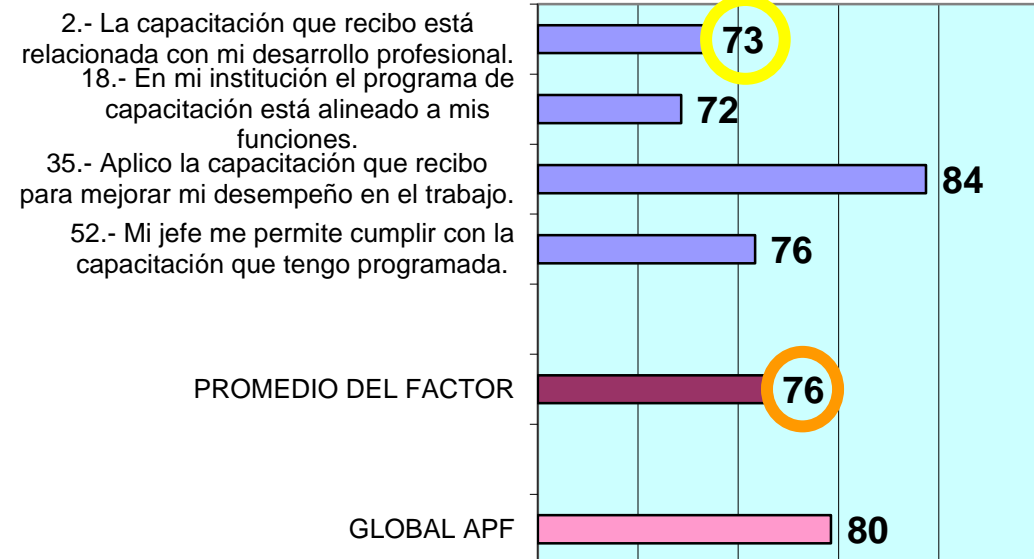 2.- La capacitación que recibo está
relacionada con mi desarrollo profesional.
73
18.- En mi institución el programa de
capacitación está alineado a mis
funciones.
72
35.- Aplico la capacitación que recibo
para mejorar mi desempeño en el trabajo.
84
52.- Mi jefe me permite cumplir con la
capacitación que tengo programada.
76
PROMEDIO DEL FACTOR
76
GLOBAL APF
80